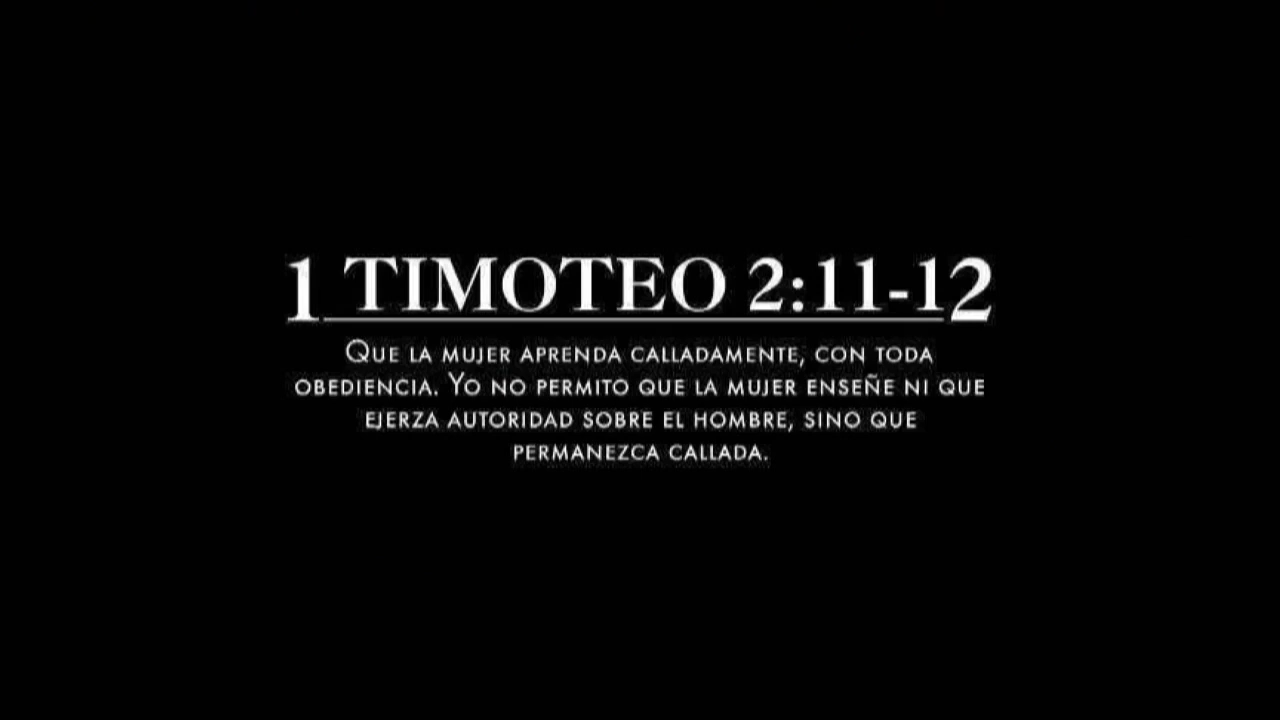 1 TIMOTEO 2:11-12
QUE LA MUJER APRENDA CALLADAMENTE, CON TODA
OBEDIENCIA. YO NO PERMITO QUE LA MUJER ENSEÑE NI QUE
EJERZA AUTORIDAD SOBRE EL HOMBRE, SINO QUE
PERMANEZCA CALLADA.